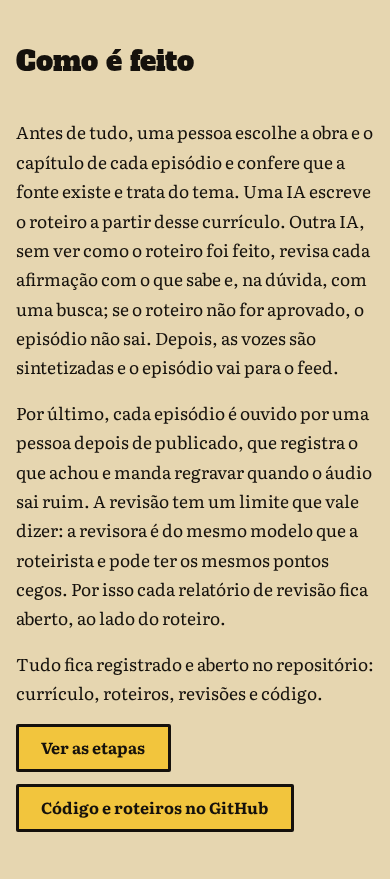 Como é feito
Antes de tudo, uma pessoa escolhe a obra e o
capítulo de cada episódio e confere que a
fonte existe e trata do tema. Uma IA escreve
o roteiro a partir desse currículo. Outra IA,
sem ver como o roteiro foi feito, revisa cada
afirmação com o que sabe e, na dúvida, com
uma busca; se o roteiro não for aprovado, o
episódio não sai. Depois, as vozes são
sintetizadas e o episódio vai para o feed.
Por último, cada episódio é ouvido por uma
pessoa depois de publicado, que registra o
que achou e manda regravar quando o áudio
sai ruim. A revisão tem um limite que vale
dizer: a revisora é do mesmo modelo que a
roteirista e pode ter os mesmos pontos
cegos. Por isso cada relatório de revisão fica
aberto, ao lado do roteiro.
Tudo fica registrado e aberto no repositório:
currículo, roteiros, revisões e código.
Ver as etapas
Código e roteiros no GitHub